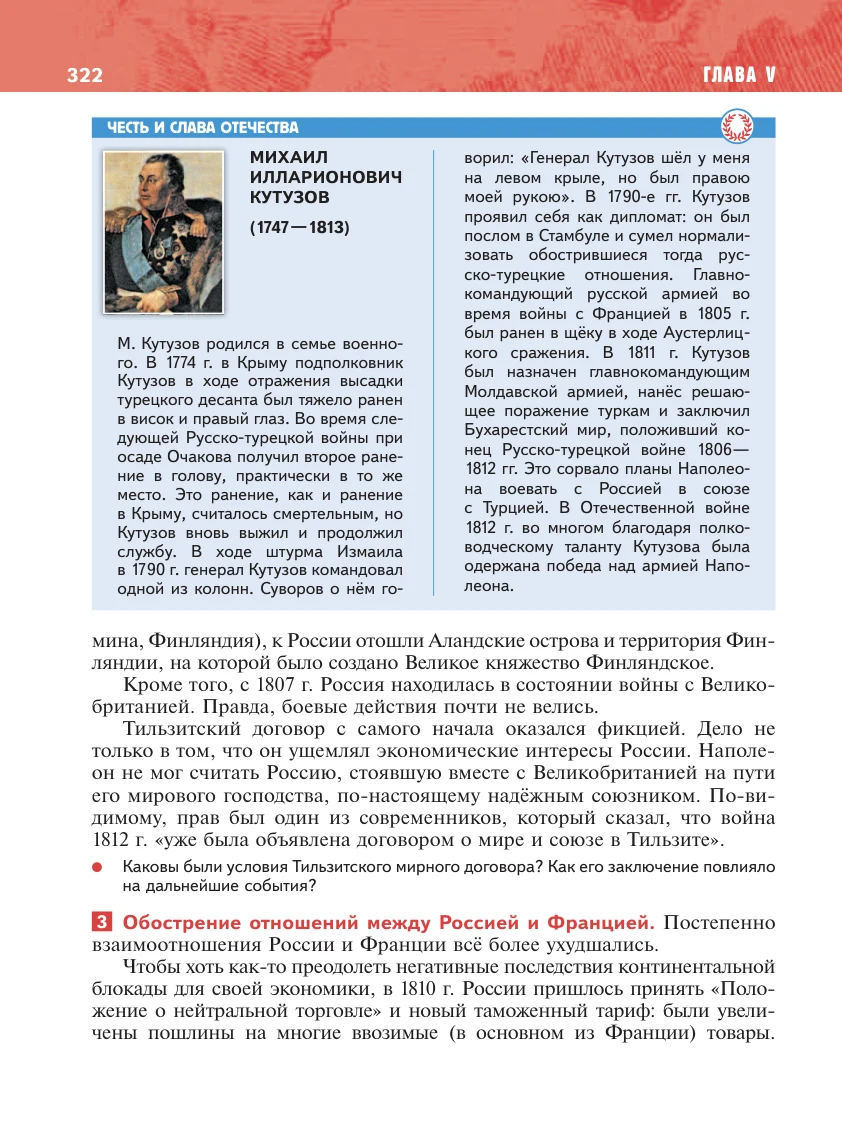 322
ГЛАВА V
ЧЕСТЬ И СЛАВА ОТЕЧЕСТВА
МИХАИЛ
ИЛЛАРИОНОВИЧ
КУТУЗОВ
(1747—1813)
М. Кутузов родился в семье военно-
го. В 1774 г. в Крыму подполковник
Кутузов в ходе отражения высадки
турецкого десанта был тяжело ранен
в висок и правый глаз. Во время сле-
дующей Русско-турецкой войны при
осаде Очакова получил второе ране-
ние в голову, практически в то же
место. Это ранение, как и ранение
в Крыму, считалось смертельным, но
Кутузов вновь выжил и продолжил
службу. В ходе штурма Измаила
в 1790 г. генерал Кутузов командовал
одной из колонн. Суворов о нём го-
ворил: «Генерал Кутузов шёл у меня
на левом крыле, но был правою
моей рукою». В 1790-е гг. Кутузов
проявил себя как дипломат: он был
послом в Стамбуле и сумел нормали-
зовать обострившиеся тогда рус-
ско-турецкие отношения. Главно-
командующий русской армией во
время войны с Францией в 1805 г.
был ранен в щёку в ходе Аустерлиц-
кого сражения. В 1811 г. Кутузов
был назначен главнокомандующим
Молдавской армией, нанёс решаю-
щее поражение туркам и заключил
Бухарестский мир, положивший ко-
нец Русско-турецкой войне 1806—
1812 гг. Это сорвало планы Наполео-
на воевать с Россией в союзе
с Турцией. В Отечественной войне
1812 г. во многом благодаря полко-
водческому таланту Кутузова была
одержана победа над армией Напо-
леона.
мина, Финляндия), к России отошли Аландские острова и территория Фин-
ляндии, на которой было создано Великое княжество Финляндское.
Кроме того, с 1807 г. Россия находилась в состоянии войны с Велико-
британией. Правда, боевые действия почти не велись.
Тильзитский договор с самого начала оказался фикцией. Дело не
только в том, что он ущемлял экономические интересы России. Наполе-
он не мог считать Россию, стоявшую вместе с Великобританией на пути
его мирового господства, по-настоящему надёжным союзником. По-ви-
димому, прав был один из современников, который сказал, что война
1812 г. «уже была объявлена договором о мире и союзе в Тильзите».
● Каковы были условия Тильзитского мирного договора? Как его заключение повлияло
на дальнейшие события?
3 Обострение отношений между Россией и Францией. Постепенно
взаимоотношения России и Франции всё более ухудшались.
Чтобы хоть как-то преодолеть негативные последствия континентальной
блокады для своей экономики, в 1810 г. России пришлось принять «Поло-
жение о нейтральной торговле» и новый таможенный тариф: были увели-
чены пошлины на многие ввозимые (в основном из Франции) товары.